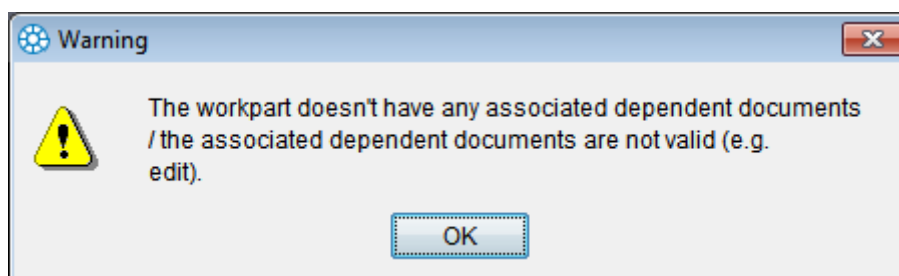 Warning
The workpart doesn't have any associated dependent documents
/ the associated dependent documents are not valid (e.g.
edit).
OK